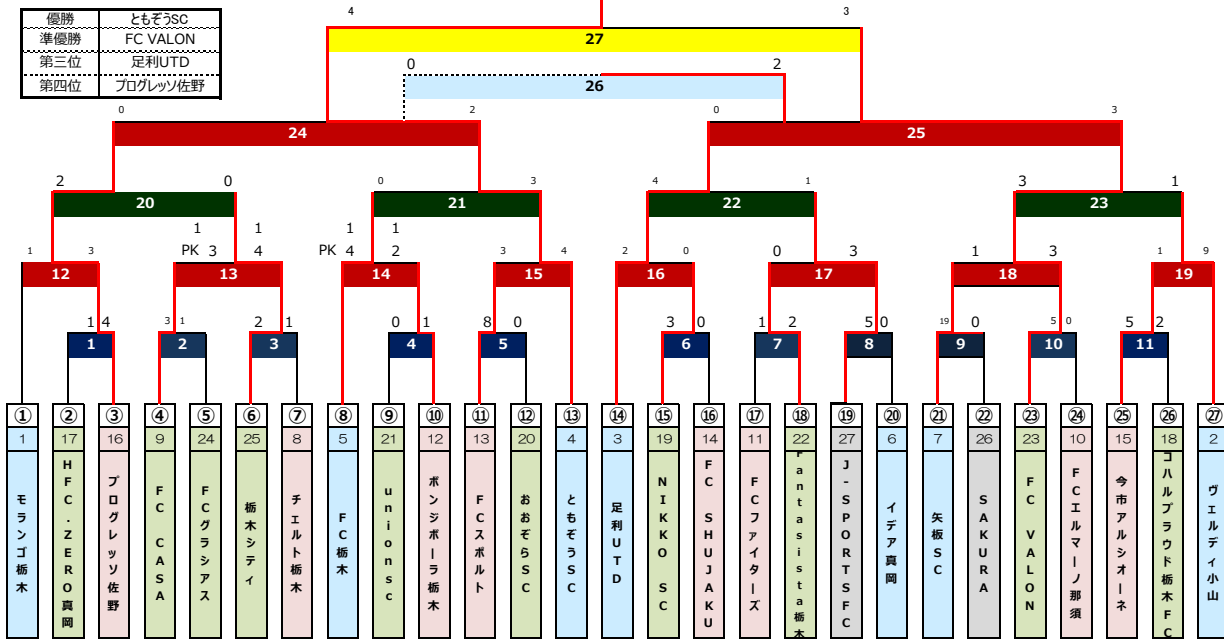 優勝 ともぞうSC
準優勝 FC VALON
第三位 足利UTD
第四位 プログレッソ佐野
4 3
27
0 2
26
0 2 0 3
24 25
2 0 0 3 4 1 3 1
20 21 22 23
1 1 1 1
1 3 PK 3 4 PK 4 2 3 4 2 0 0 3 1 3 1 9
12 13 14 15 16 17 18 19
1 4 3 1 2 1 0 1 8 0 3 0 1 2 5 0 19 0 5 0 5 2
1 2 3 4 5 6 7 8 9 10 11
① ② ③ ④ ⑤ ⑥ ⑦ ⑧ ⑨ ⑩ ⑪ ⑫ ⑬ ⑭ ⑮ ⑯ ⑰ ⑱ ⑲ ⑳ ㉑ ㉒ ㉓ ㉔ ㉕ ㉖ ㉗
1 17 16 9 24 25 8 5 21 12 13 20 4 3 19 14 11 22 27 6 7 26 23 10 15 18 2
モランゴ栃木
HFC.ZERO真岡
プログレッソ佐野
FC CASA
FCグラシアス
栃木シティ
チェルト栃木
FC栃木
unionsc
ボンジボーラ栃木
FCスポルト
おおぞらSC
ともぞうSC
足利UTD
NIKKO SC
FC SHUJAKU
FCファイターズ
Fantasista栃木
J-SPORTSFC
イデア真岡
矢板SC
SAKURA
FC VALON
FCエルマーノ那須
今市アルシオーネ
コハルプラウド栃木FC
ヴェルディ小山